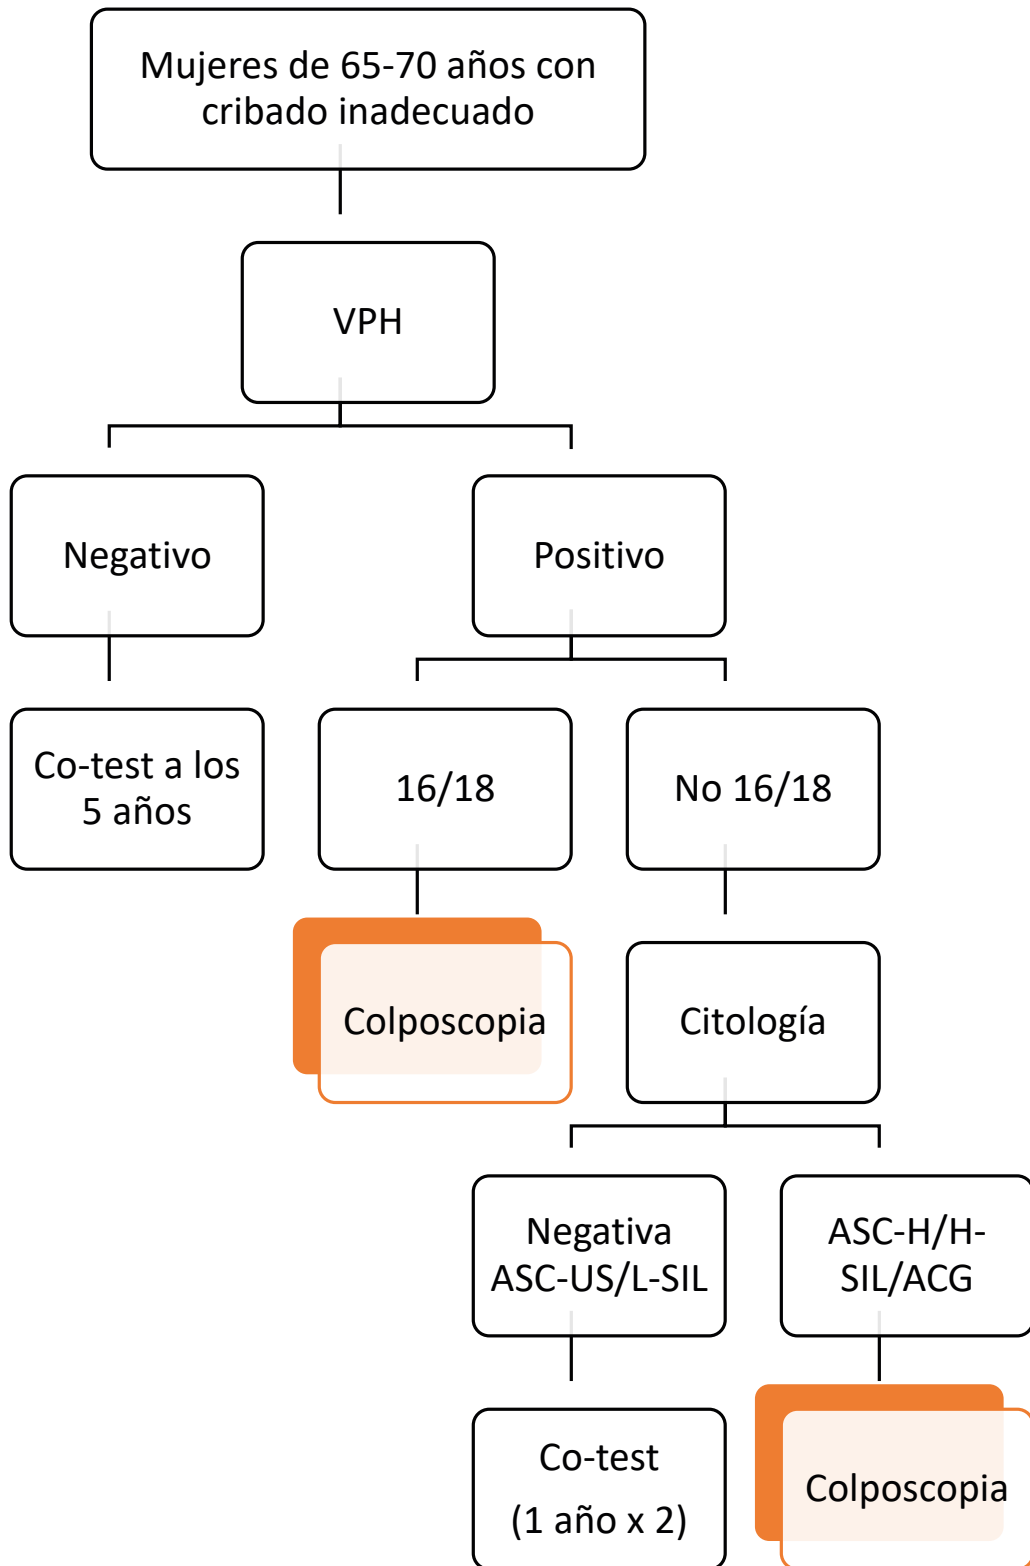 Mujeres de 65-70 años con
cribado inadecuado
VPH
Negativo
Positivo
Co-test a los
5 años
16/18
No 16/18
Colposcopia
Citología
Negativa
ASC-US/L-SIL
ASC-H/H-
SIL/ACG
Co-test
(1 año x 2)
Colposcopia